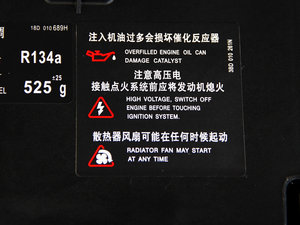 18D 010 689H
R134a
525 ±25 g
EL
注入机油过多会损坏催化反应器
OVERFILLED ENGINE OIL CAN
DAMAGE CATALYST
注意高压电
接触点火系统前应将发动机熄火
HIGH VOLTAGE, SWITCH OFF
ENGINE BEFORE TOUCHING
IGNITION SYSTEM.
散热器风扇可能在任何时候起动
RADIATOR FAN MAY START
AT ANY TIME